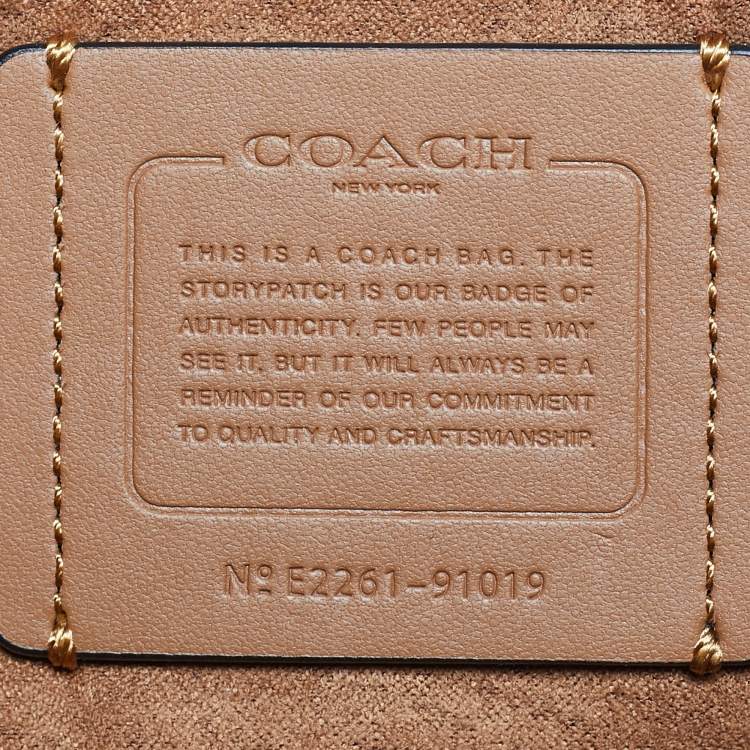 COACH
NEW YORK
THIS IS A COACH BAG. THE
STORYPATCH IS OUR BADGE OF
AUTHENTICITY. FEW PEOPLE MAY
SEE IT, BUT IT WILL ALWAYS BE A
REMINDER OF OUR COMMITMENT
TO QUALITY AND CRAFTSMANSHIP.
Nº E2261-91019